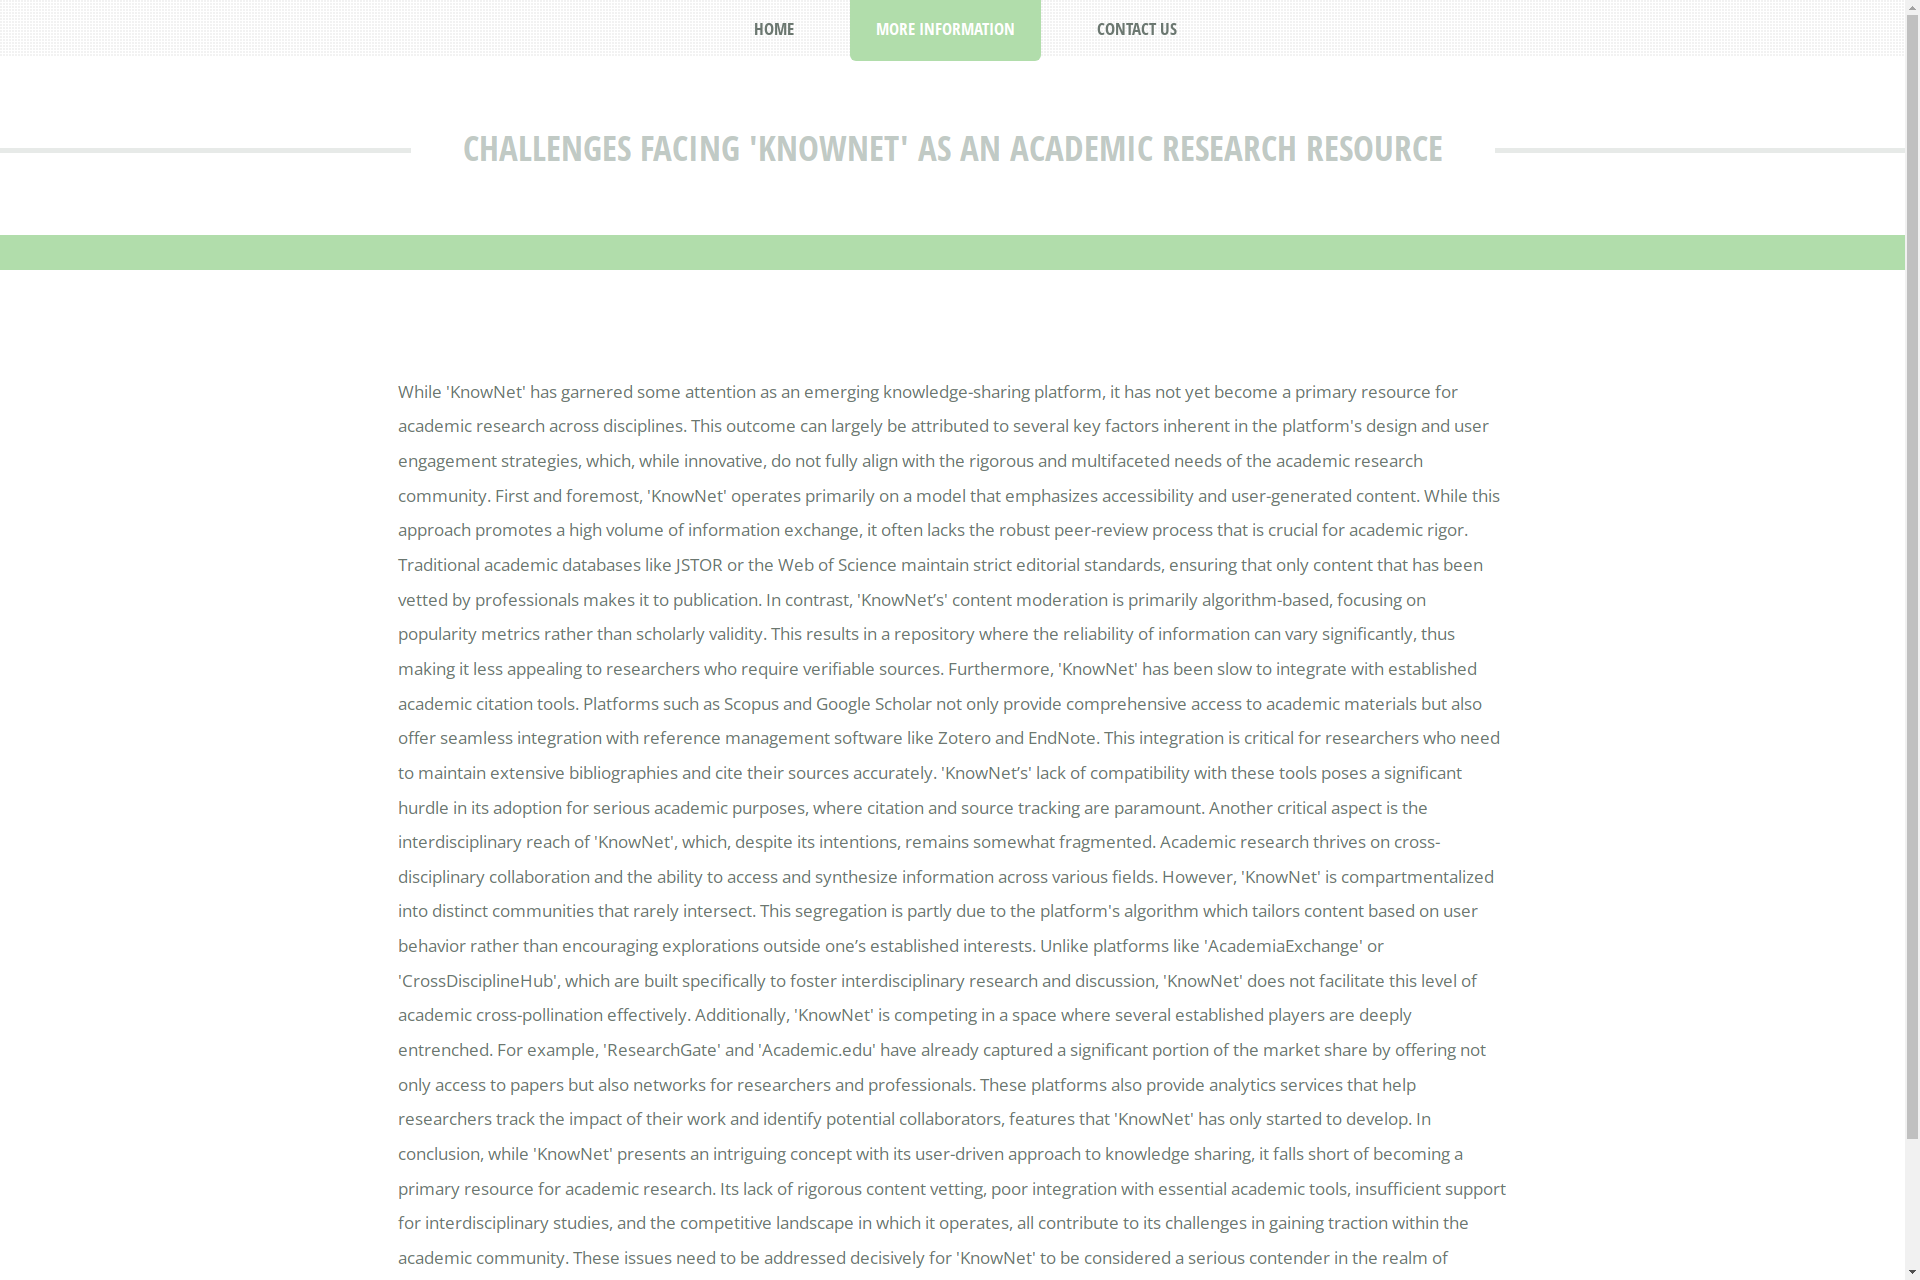 HOME
MORE INFORMATION
CONTACT US
CHALLENGES FACING 'KNOWNET' AS AN ACADEMIC RESEARCH RESOURCE
While 'KnowNet' has garnered some attention as an emerging knowledge-sharing platform, it has not yet become a primary resource for
academic research across disciplines. This outcome can largely be attributed to several key factors inherent in the platform's design and user
engagement strategies, which, while innovative, do not fully align with the rigorous and multifaceted needs of the academic research
community. First and foremost, 'KnowNet' operates primarily on a model that emphasizes accessibility and user-generated content. While this
approach promotes a high volume of information exchange, it often lacks the robust peer-review process that is crucial for academic rigor.
Traditional academic databases like JSTOR or the Web of Science maintain strict editorial standards, ensuring that only content that has been
vetted by professionals makes it to publication. In contrast, 'KnowNet’s' content moderation is primarily algorithm-based, focusing on
popularity metrics rather than scholarly validity. This results in a repository where the reliability of information can vary significantly, thus
making it less appealing to researchers who require verifiable sources. Furthermore, 'KnowNet' has been slow to integrate with established
academic citation tools. Platforms such as Scopus and Google Scholar not only provide comprehensive access to academic materials but also
offer seamless integration with reference management software like Zotero and EndNote. This integration is critical for researchers who need
to maintain extensive bibliographies and cite their sources accurately. 'KnowNet’s' lack of compatibility with these tools poses a significant
hurdle in its adoption for serious academic purposes, where citation and source tracking are paramount. Another critical aspect is the
interdisciplinary reach of 'KnowNet', which, despite its intentions, remains somewhat fragmented. Academic research thrives on cross-
disciplinary collaboration and the ability to access and synthesize information across various fields. However, 'KnowNet' is compartmentalized
into distinct communities that rarely intersect. This segregation is partly due to the platform's algorithm which tailors content based on user
behavior rather than encouraging explorations outside one’s established interests. Unlike platforms like 'AcademiaExchange' or
'CrossDisciplineHub', which are built specifically to foster interdisciplinary research and discussion, 'KnowNet' does not facilitate this level of
academic cross-pollination effectively. Additionally, 'KnowNet' is competing in a space where several established players are deeply
entrenched. For example, 'ResearchGate' and 'Academic.edu' have already captured a significant portion of the market share by offering not
only access to papers but also networks for researchers and professionals. These platforms also provide analytics services that help
researchers track the impact of their work and identify potential collaborators, features that 'KnowNet' has only started to develop. In
conclusion, while 'KnowNet' presents an intriguing concept with its user-driven approach to knowledge sharing, it falls short of becoming a
primary resource for academic research. Its lack of rigorous content vetting, poor integration with essential academic tools, insufficient support
for interdisciplinary studies, and the competitive landscape in which it operates, all contribute to its challenges in gaining traction within the
academic community. These issues need to be addressed decisively for 'KnowNet' to be considered a serious contender in the realm of